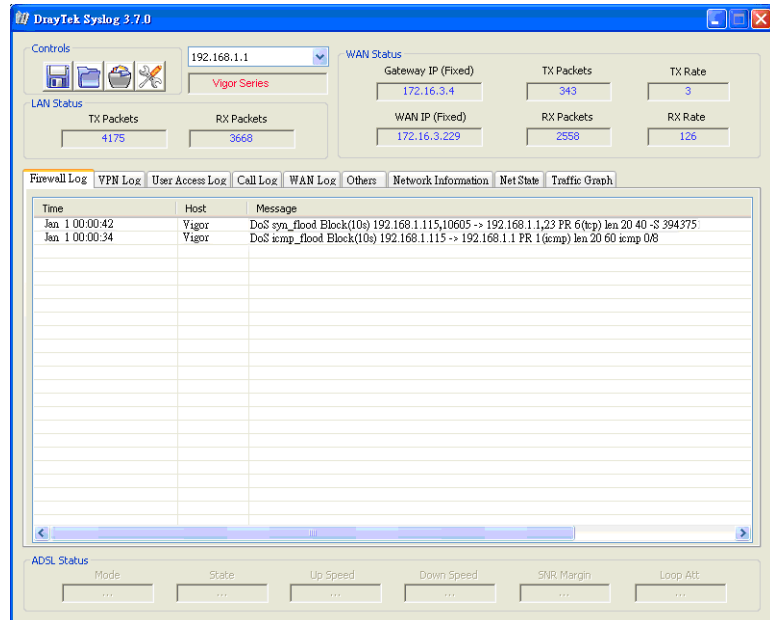 DrayTek Syslog 3.7.0
Controls
192.168.1.1
Vigor Series
WAN Status
Gateway IP (Fixed) TX Packets TX Rate
172.16.3.4 343 3
WAN IP (Fixed) RX Packets RX Rate
172.16.3.229 2558 126
LAN Status
TX Packets RX Packets
4175 3668
Firewall Log VPN Log User Access Log Call Log WAN Log Others Network Information Net State Traffic Graph
Time Host Message
Jan 1 00:00:42 Vigor DoS syn_flood Block(10s) 192.168.1.115,10605 -> 192.168.1.1,23 PR 6(tcp) len 20 40 -S 394375
Jan 1 00:00:34 Vigor DoS icmp_flood Block(10s) 192.168.1.115 -> 192.168.1.1 PR 1(icmp) len 20 60 icmp 0/8
ADSL Status
Mode State Up Speed Down Speed SNR Margin Loop Att
... ... ... ... ... ...